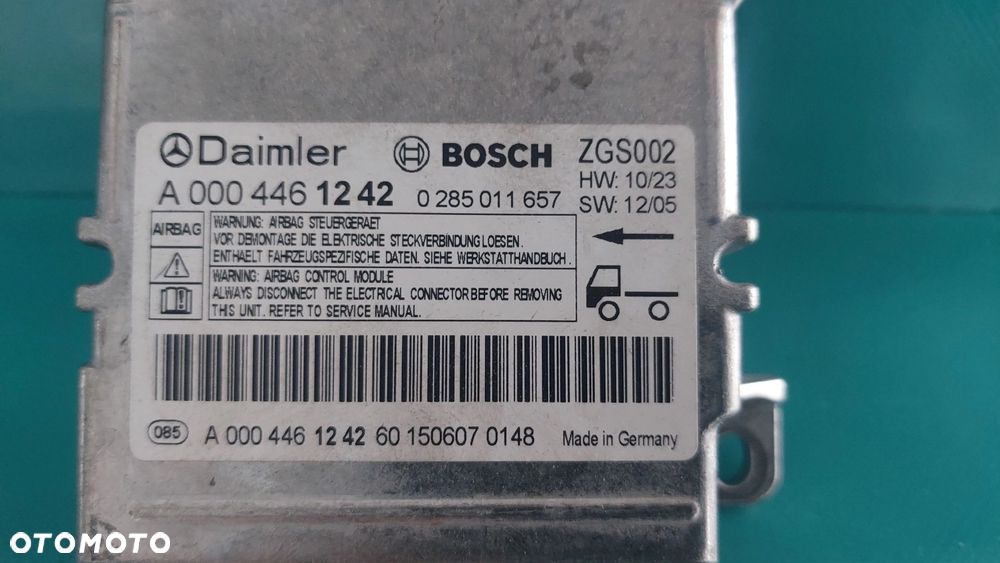 Daimler BOSCH ZGS002
A 000 446 12 42 0 285 011 657 HW: 10/23
SW: 12/05
AIRBAG
WARNUNG: AIRBAG STEUERGERAET
VOR DEMONTAGE DIE ELEKTRISCHE STECKVERBINDUNG LOESEN.
ENTHAELT FAHRZEUGSPEZIFISCHE DATEN. SIEHE WERKSTATTHANDBUCH.
WARNING: AIRBAG CONTROL MODULE
ALWAYS DISCONNECT THE ELECTRICAL CONNECTOR BEFORE REMOVING
THIS UNIT. REFER TO SERVICE MANUAL.
085 A 000 446 12 42 60 150607 0148 Made in Germany
OTOMOTO